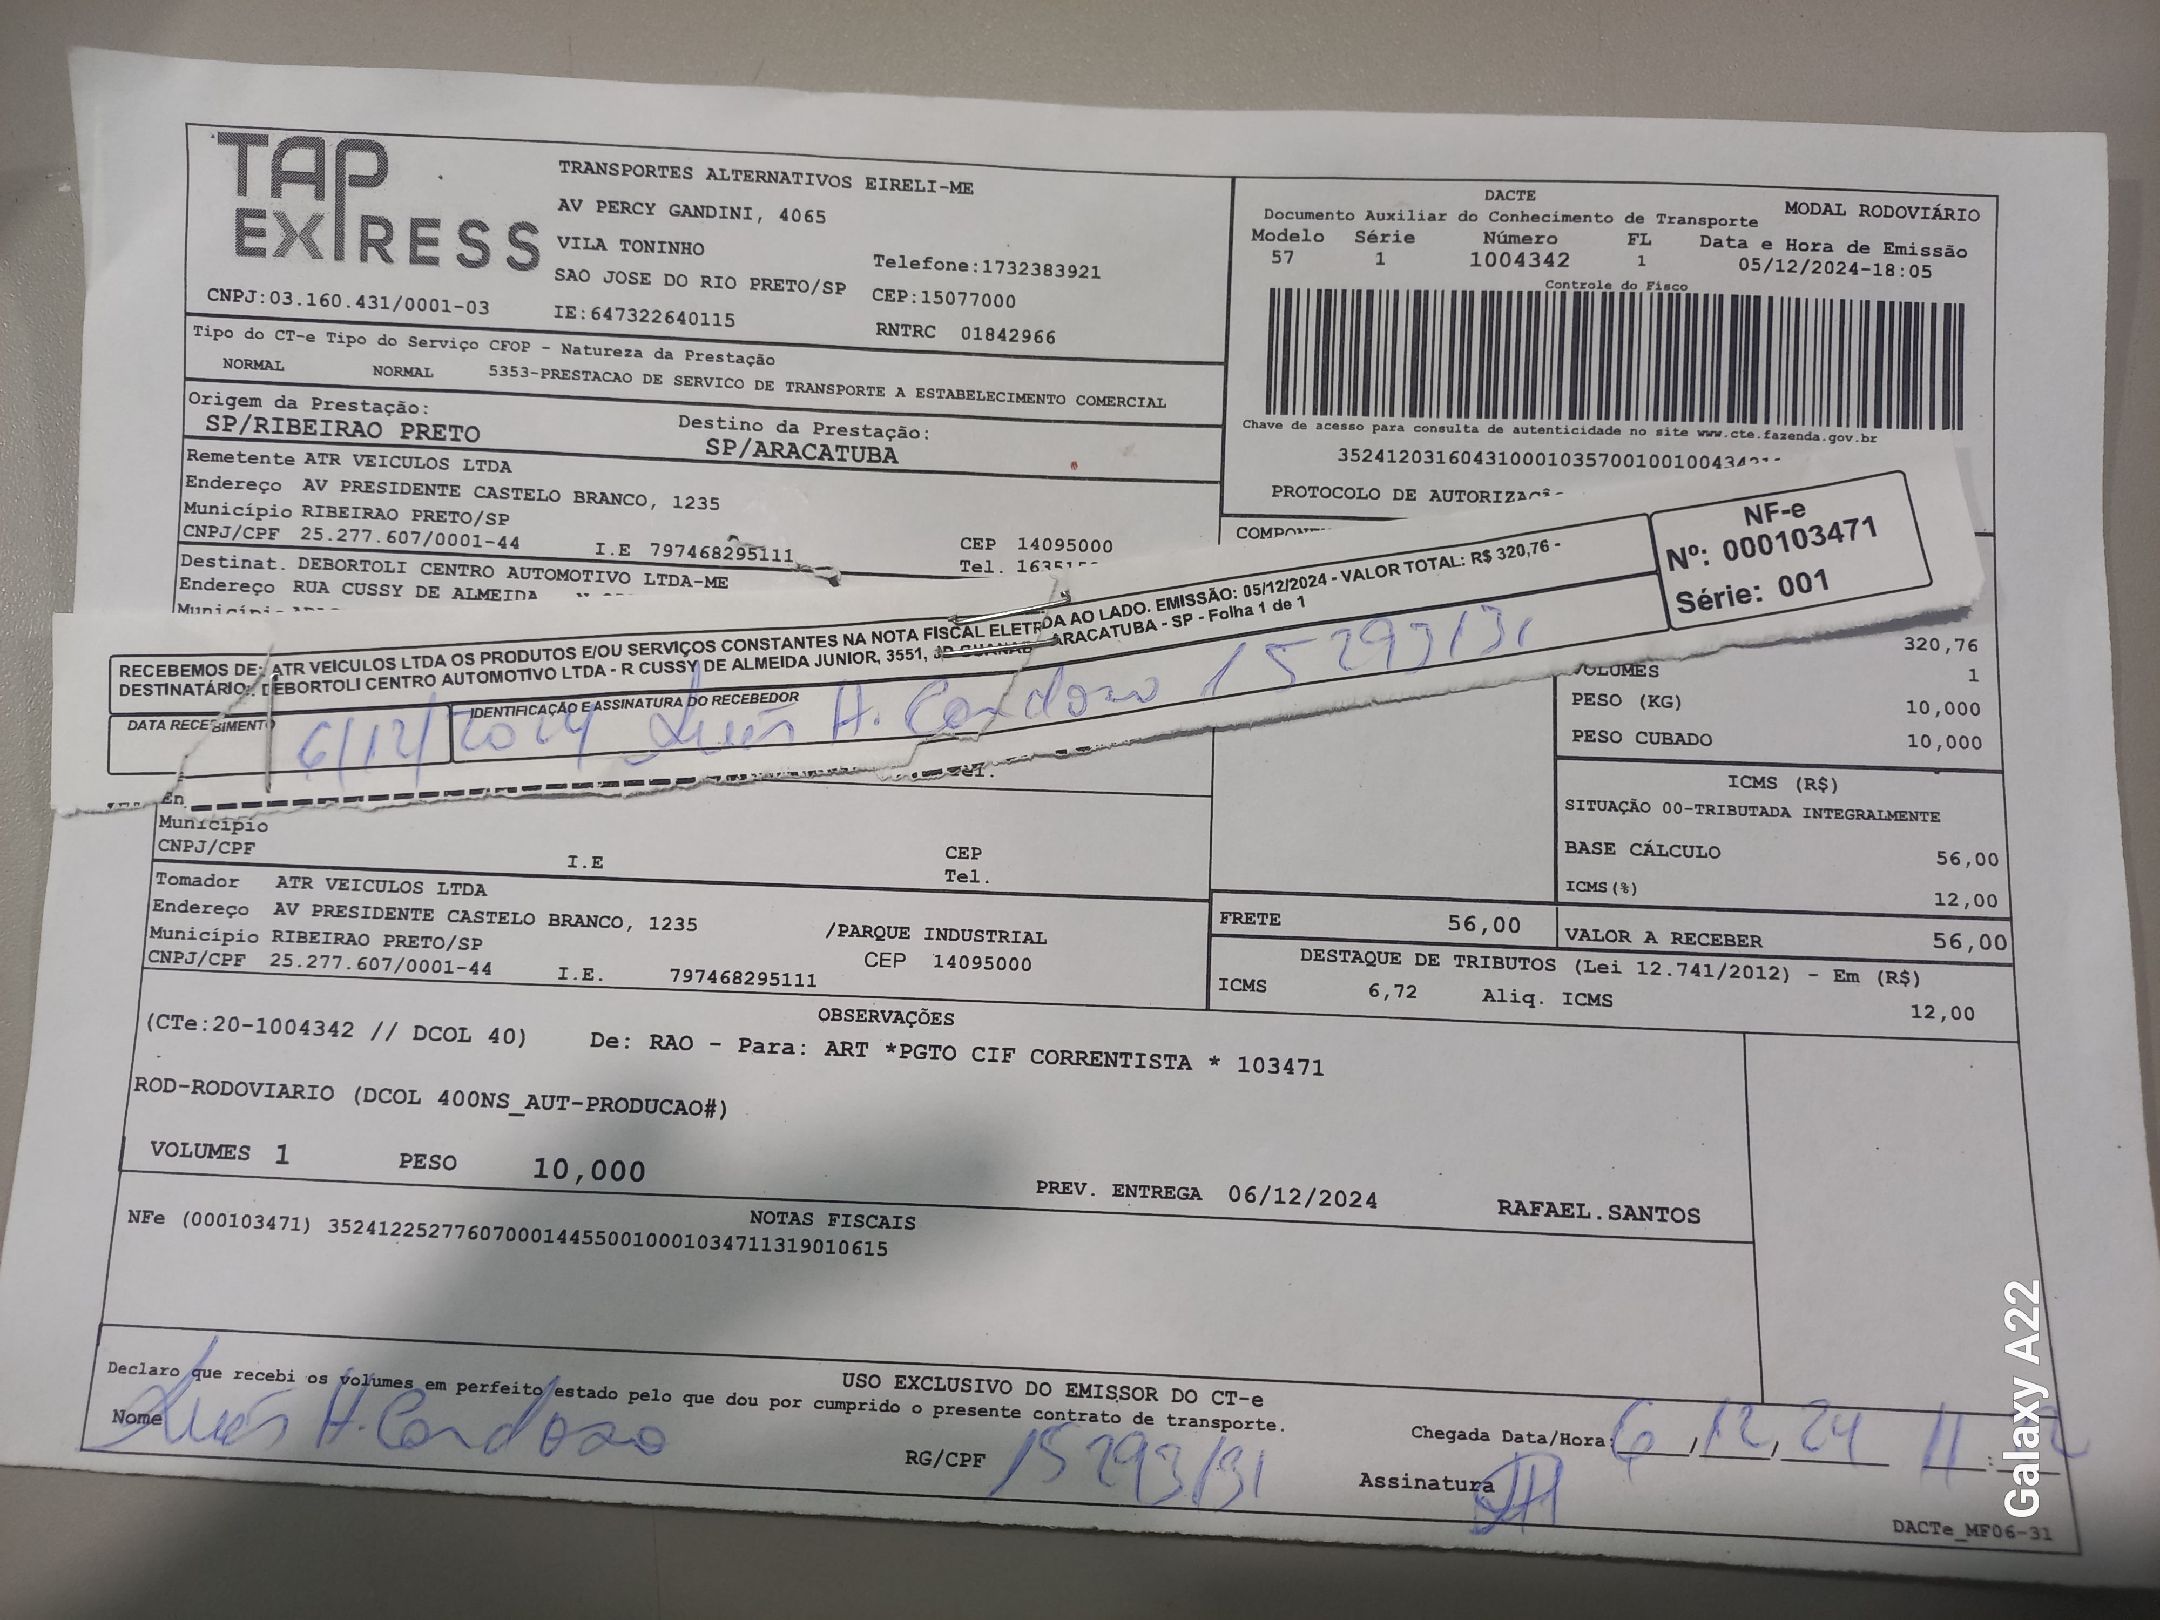 TAP EXPRESS
TRANSPORTES ALTERNATIVOS EIRELI-ME
AV PERCY GANDINI, 4065
VILA TONINHO
SAO JOSE DO RIO PRETO/SP
Telefone:1732383921
CEP:15077000
CNPJ:03.160.431/0001-03
IE:647322640115
RNTRC 01842966
DACTE
MODAL RODOVIÁRIO
Documento Auxiliar do Conhecimento de Transporte
Modelo Série Número FL Data e Hora de Emissão
57 1 1004342 1 05/12/2024-18:05
Controle do Fisco
Chave de acesso para consulta de autenticidade no site www.cte.fazenda.gov.br
PROTOCOLO DE
Tipo do CT-e Tipo do Serviço CFOP - Natureza da Prestação
NORMAL NORMAL 5353-PRESTACAO DE SERVICO DE TRANSPORTE A ESTABELECIMENTO COMERCIAL
Origem da Prestação: Destino da Prestação:
SP/RIBEIRAO PRETO SP/ARACATUBA
Remetente ATR VEICULOS LTDA
Endereço AV PRESIDENTE CASTELO BRANCO, 1235
Município RIBEIRAO PRETO/SP
CEP 14095000
CNPJ/CPF 25.277.607/0001-44 I.E 797468295111 Tel.
Destinat. DEBORTOLI CENTRO AUTOMOTIVO LTDA-ME
Endereço RUA CUSSY DE ALMEIDA
RECEBEMOS DE: ATR VEÍCULOS LTDA OS PRODUTOS E/OU SERVIÇOS CONSTANTES NA NOTA FISCAL AO LADO. EMISSÃO: 05/12/2024 - VALOR TOTAL: R$ 320,76 -
DESTINATÁRIO: DEBORTOLI CENTRO AUTOMOTIVO LTDA - R CUSSY DE ALMEIDA JUNIOR, 3551, ARACATUBA - SP - Folha 1 de 1
DATA RECEBIMENTO
IDENTIFICAÇÃO E ASSINATURA DO RECEBEDOR
6/12/2024 Luis H. Cardoso 15293131
NF-e
Nº: 000103471
Série: 001
320,76
VOLUMES 1
PESO (KG) 10,000
PESO CUBADO 10,000
ICMS (R$)
SITUAÇÃO 00-TRIBUTADA INTEGRALMENTE
BASE CÁLCULO 56,00
ICMS(%) 12,00
Município
CNPJ/CPF I.E CEP
Tel.
Tomador ATR VEICULOS LTDA
Endereço AV PRESIDENTE CASTELO BRANCO, 1235 /PARQUE INDUSTRIAL
Município RIBEIRAO PRETO/SP CEP 14095000
CNPJ/CPF 25.277.607/0001-44 I.E. 797468295111
FRETE 56,00 VALOR A RECEBER 56,00
DESTAQUE DE TRIBUTOS (Lei 12.741/2012) - Em (R$)
ICMS 6,72 Aliq. ICMS 12,00
OBSERVAÇÕES
(CTe:20-1004342 // DCOL 40) De: RAO - Para: ART *PGTO CIF CORRENTISTA * 103471
ROD-RODOVIARIO (DCOL 400NS_AUT-PRODUCAO#)
VOLUMES 1 PESO 10,000
PREV. ENTREGA 06/12/2024 RAFAEL.SANTOS
NOTAS FISCAIS
NFe (000103471) 35241225277607000144550010001034711319010615
USO EXCLUSIVO DO EMISSOR DO CT-e
Declaro que recebi os volumes em perfeito estado pelo que dou por cumprido o presente contrato de transporte.
Nome Luis H. Cardoso
RG/CPF 15293131
Chegada Data/Hora: 6, 12, 24 11:
Assinatura
DACTe_MF06-31
Galaxy A22